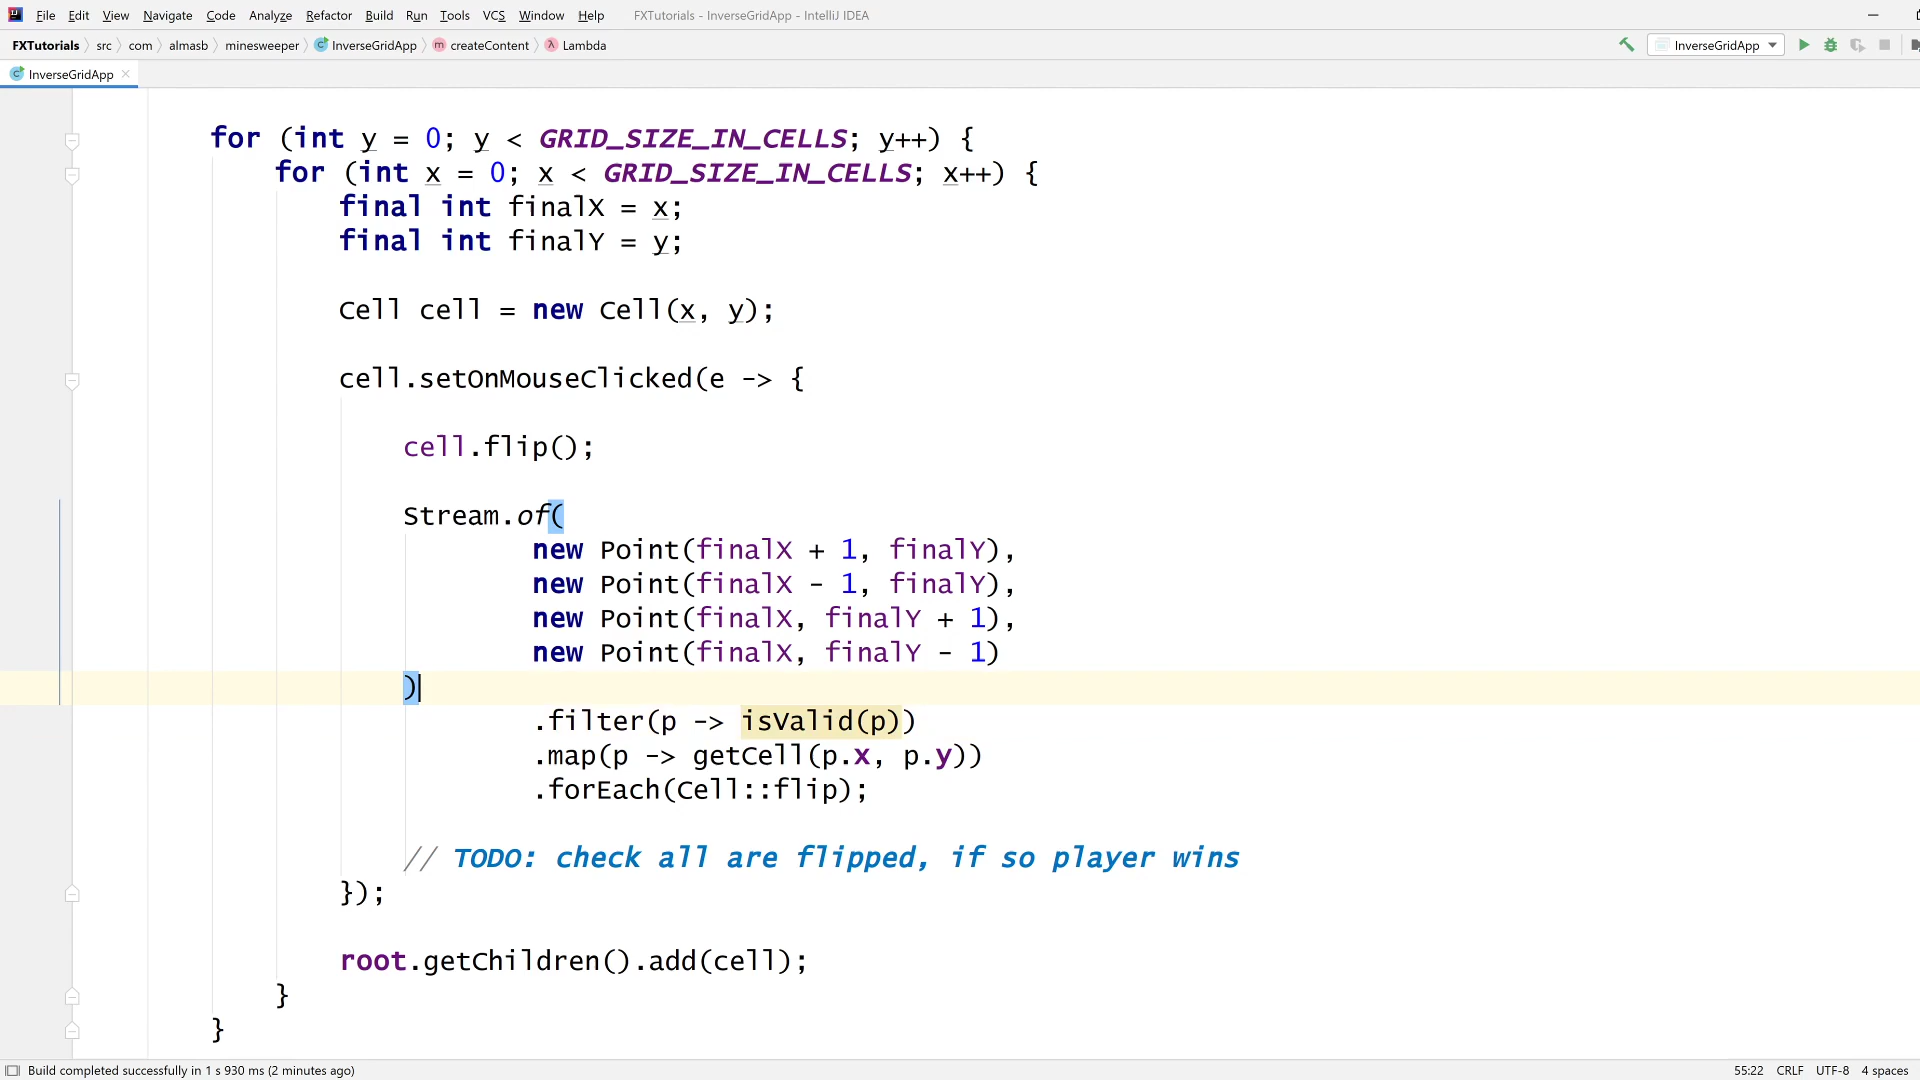 File Edit View Navigate Code Analyze Refactor Build Run Tools VCS Window Help FXTutorials - InverseGridApp - IntelliJ IDEA
FXTutorials src com almasb minesweeper InverseGridApp createContent Lambda InverseGridApp
InverseGridApp
for (int y = 0; y < GRID_SIZE_IN_CELLS; y++) {
for (int x = 0; x < GRID_SIZE_IN_CELLS; x++) {
final int finalX = x;
final int finalY = y;
Cell cell = new Cell(x, y);
cell.setOnMouseClicked(e -> {
cell.flip();
Stream.of(
new Point(finalX + 1, finalY),
new Point(finalX - 1, finalY),
new Point(finalX, finalY + 1),
new Point(finalX, finalY - 1)
)
.filter(p -> isValid(p))
.map(p -> getCell(p.x, p.y))
.forEach(Cell::flip);
// TODO: check all are flipped, if so player wins
});
root.getChildren().add(cell);
}
}
Build completed successfully in 1 s 930 ms (2 minutes ago) 55:22 CRLF UTF-8 4 spaces